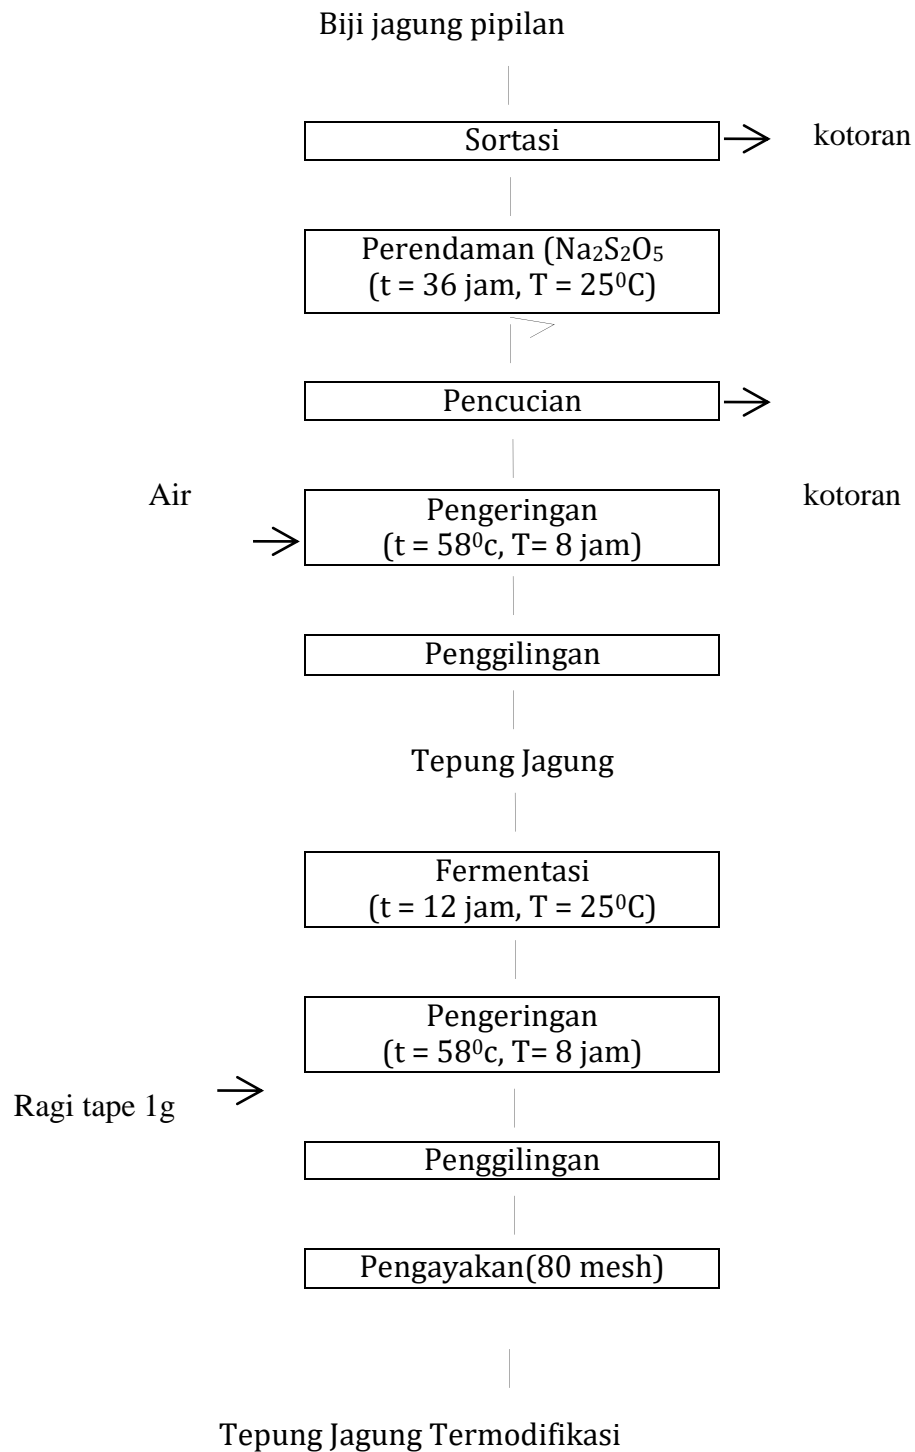 Biji jagung pipilan
Sortasi
kotoran
Perendaman (Na₂S₂O₅
(t = 36 jam, T = 25⁰C)
Pencucian
Air
kotoran
Pengeringan
(t = 58⁰c, T= 8 jam)
Penggilingan
Tepung Jagung
Fermentasi
(t = 12 jam, T = 25⁰C)
Pengeringan
(t = 58⁰c, T= 8 jam)
Ragi tape 1g
Penggilingan
Pengayakan(80 mesh)
Tepung Jagung Termodifikasi